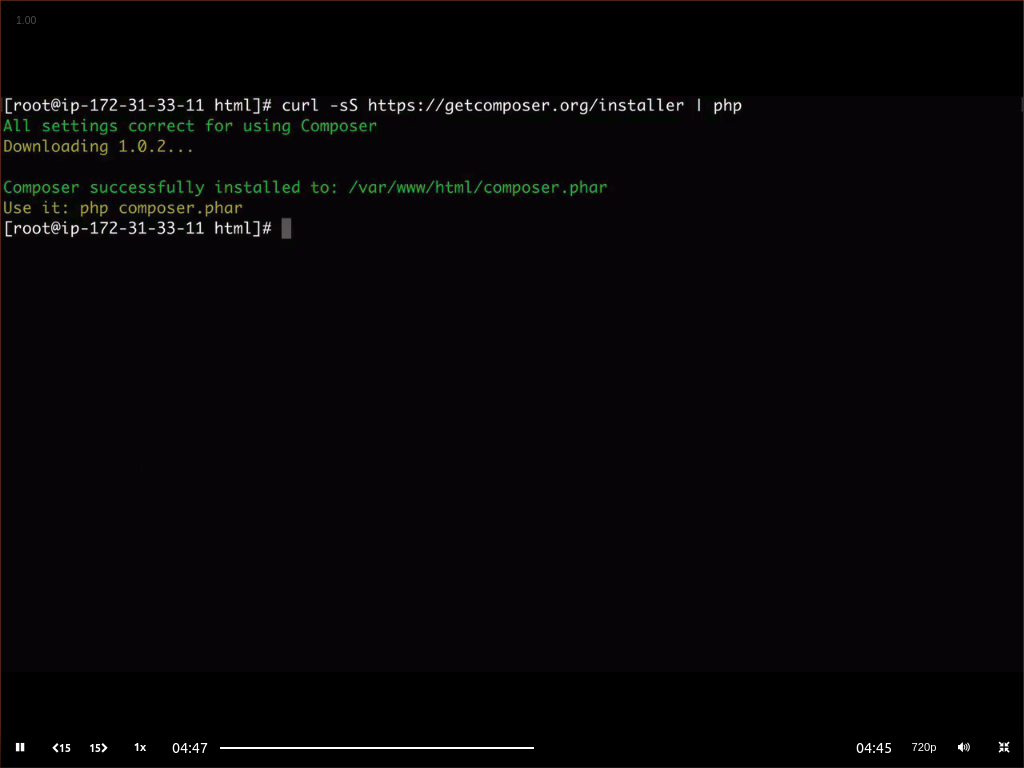 1.00
[root@ip-172-31-33-11 html]# curl -sS https://getcomposer.org/installer | php
All settings correct for using Composer
Downloading 1.0.2...
Composer successfully installed to: /var/www/html/composer.phar
Use it: php composer.phar
[root@ip-172-31-33-11 html]#
15 15 1x 04:47 04:45 720p